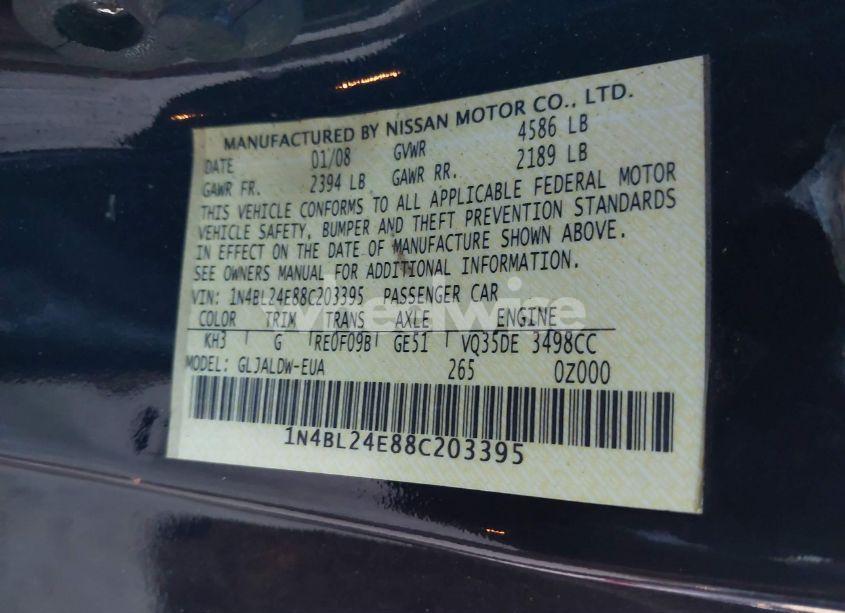 MANUFACTURED BY NISSAN MOTOR CO., LTD.
DATE 01/08 GVWR 4586 LB
GAWR FR. 2394 LB GAWR RR. 2189 LB
THIS VEHICLE CONFORMS TO ALL APPLICABLE FEDERAL MOTOR
VEHICLE SAFETY, BUMPER AND THEFT PREVENTION STANDARDS
IN EFFECT ON THE DATE OF MANUFACTURE SHOWN ABOVE.
SEE OWNERS MANUAL FOR ADDITIONAL INFORMATION.
VIN: 1N4BL24E88C203395 PASSENGER CAR
COLOR TRIM TRANS AXLE ENGINE
KH3 G RE0F09B GE51 VQ35DE 3498CC
MODEL: GLJALDW-EUA 265 0Z000
1N4BL24E88C203395